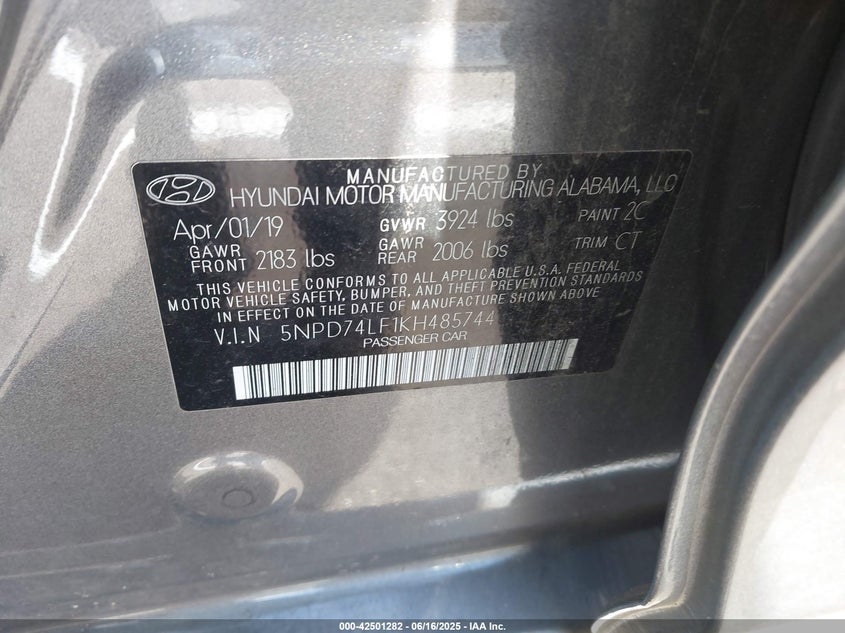 MANUFACTURED BY
HYUNDAI MOTOR MANUFACTURING ALABAMA, LLC
Apr/01/19 GVWR 3924 lbs PAINT 2C
GAWR FRONT 2183 lbs GAWR REAR 2006 lbs TRIM CT
THIS VEHICLE CONFORMS TO ALL APPLICABLE U.S.A. FEDERAL
MOTOR VEHICLE SAFETY, BUMPER, AND THEFT PREVENTION STANDARDS
IN EFFECT ON THE DATE OF MANUFACTURE SHOWN ABOVE.
V.I.N 5NPD74LF1KH485744
PASSENGER CAR
000-42501282 - 06/16/2025 - IAA Inc.